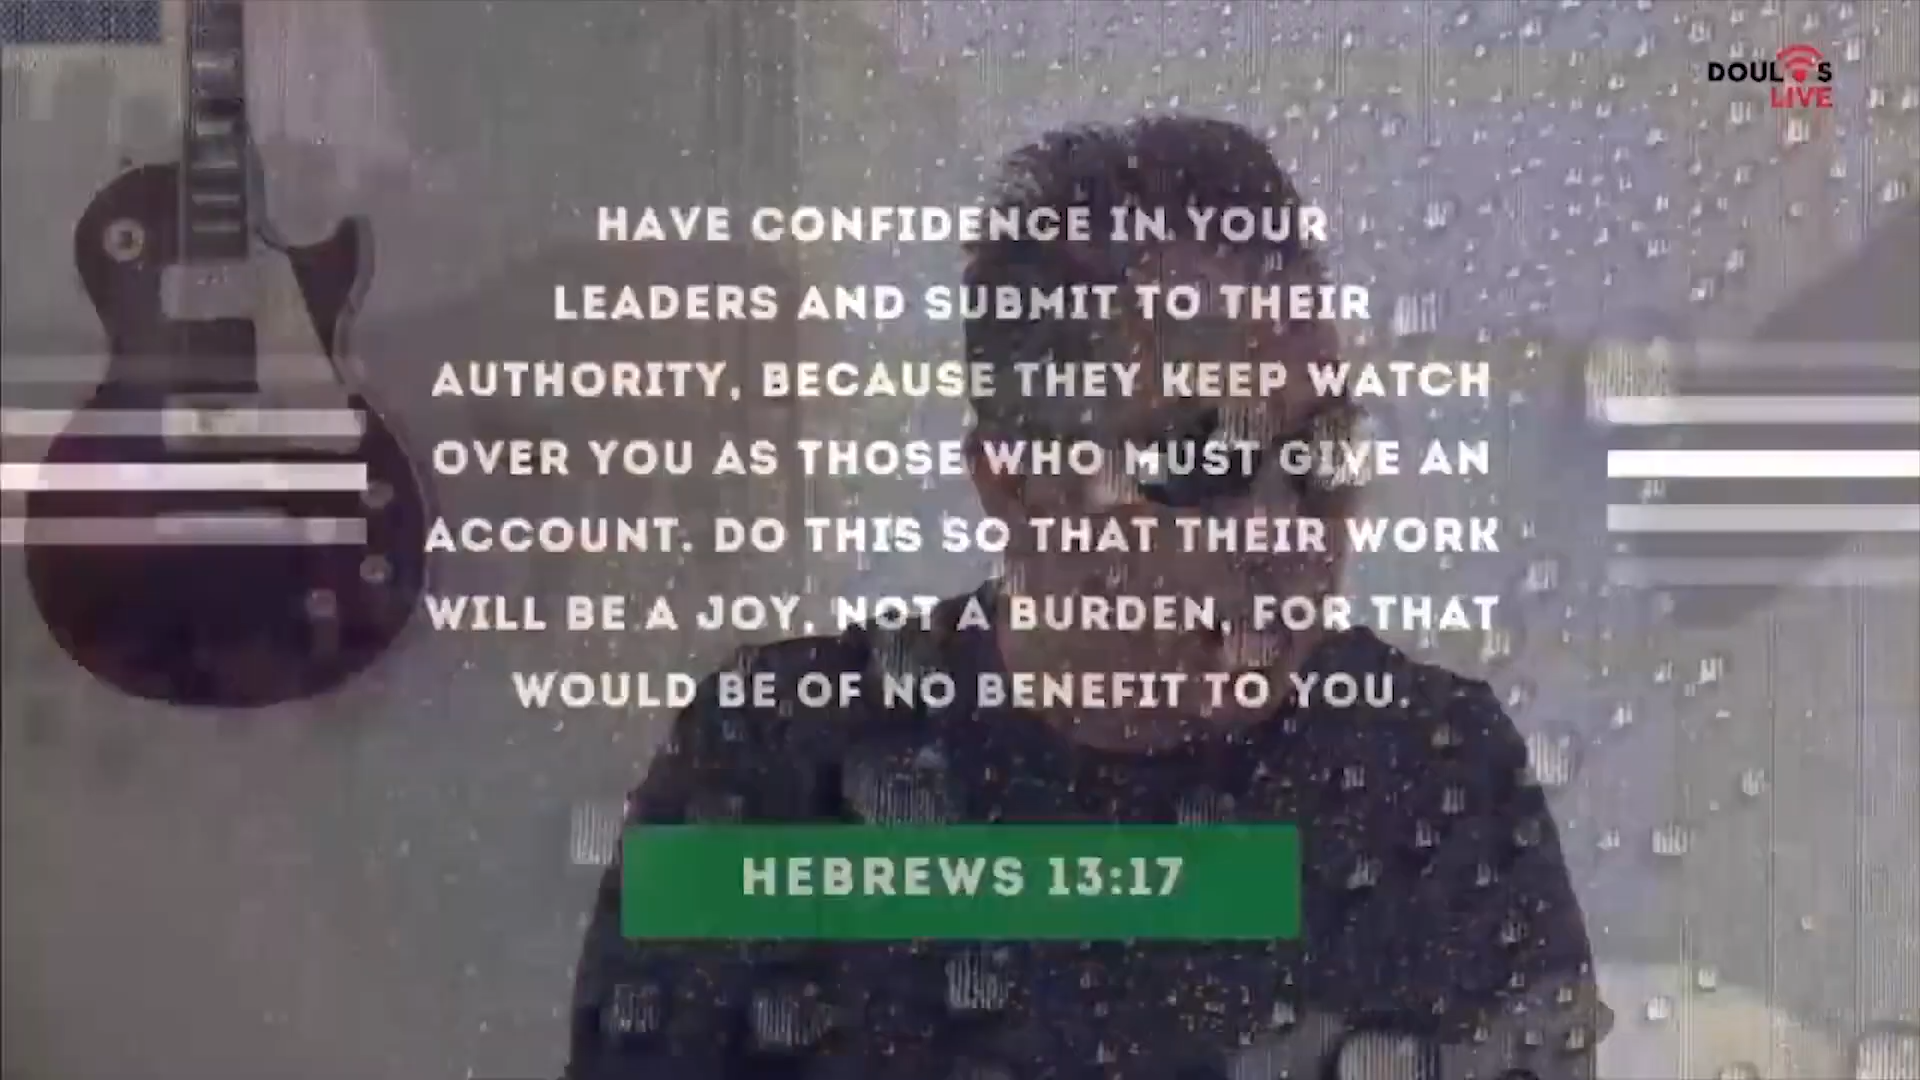 DOULOS
LIVE
HAVE CONFIDENCE IN YOUR
LEADERS AND SUBMIT TO THEIR
AUTHORITY, BECAUSE THEY KEEP WATCH
OVER YOU AS THOSE WHO MUST GIVE AN
ACCOUNT. DO THIS SO THAT THEIR WORK
WILL BE A JOY, NOT A BURDEN, FOR THAT
WOULD BE OF NO BENEFIT TO YOU.
HEBREWS 13:17